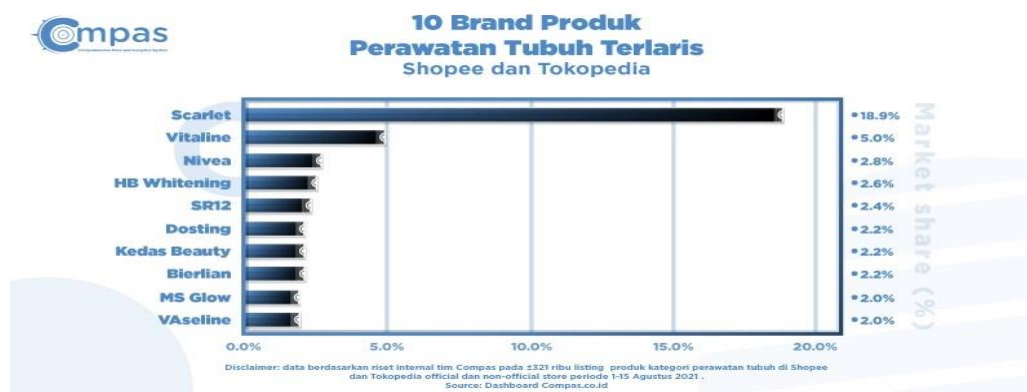 Compas
10 Brand Produk
Perawatan Tubuh Terlaris
Shopee dan Tokopedia
Scarlet 18.9%
Vitaline 5.0%
Nivea 2.8%
HB Whitening 2.6%
SR12 2.4%
Dosting 2.2%
Kedas Beauty 2.2%
Bierlian 2.2%
MS Glow 2.0%
VAseline 2.0%
Market share (%)
0.0% 5.0% 10.0% 15.0% 20.0%
Disclaimer: data berdasarkan riset internal tim Compas pada ±321 ribu listing produk kategori perawatan tubuh di Shopee
dan Tokopedia official dan non-official store periode 1-15 Agustus 2021 .
Source: Dashboard Compas.co.id